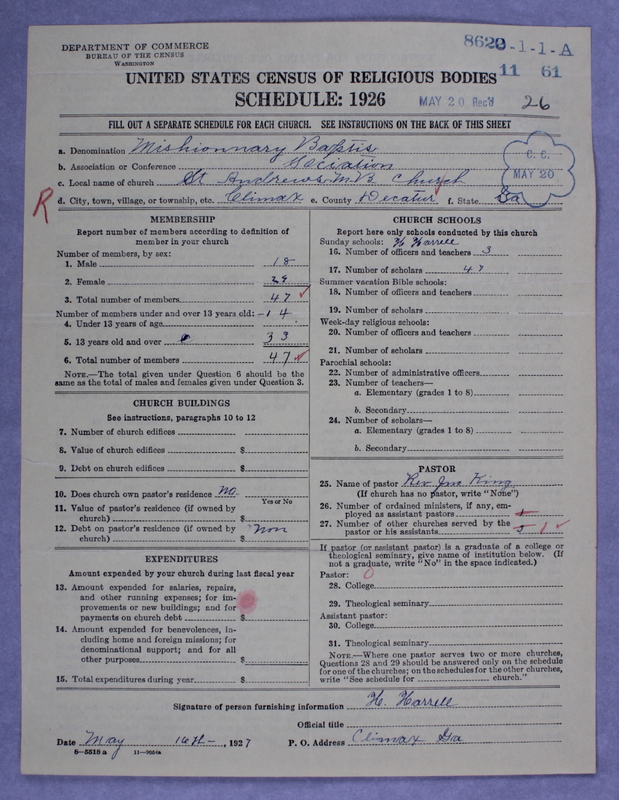 DEPARTMENT OF COMMERCE
BUREAU OF THE CENSUS
WASHINGTON
8620-1-1-A
11 61
UNITED STATES CENSUS OF RELIGIOUS BODIES
SCHEDULE: 1926
MAY 20 Rec'd
26
FILL OUT A SEPARATE SCHEDULE FOR EACH CHURCH. SEE INSTRUCTIONS ON THE BACK OF THIS SHEET
a. Denomination Mishionnary Baptis
b. Association or Conference Sociation
c. Local name of church St Andrews M.B. Church
d. City, town, village, or township, etc. Climax e. County Decatur f. State Ga
C. C.
MAY 20
R
MEMBERSHIP
Report number of members according to definition of
member in your church
Number of members, by sex:
1. Male 18
2. Female 29
3. Total number of members 47 ✓
Number of members under and over 13 years old:
4. Under 13 years of age 14
5. 13 years old and over 33
6. Total number of members 47 ✓
NOTE.—The total given under Question 6 should be
same as the total of males and females given under Question 3.
CHURCH BUILDINGS
See instructions, paragraphs 10 to 12
7. Number of church edifices
8. Value of church edifices $
9. Debt on church edifices $
10. Does church own pastor's residence No.
Yes or No
11. Value of pastor's residence (if owned by
church) $
12. Debt on pastor's residence (if owned by
church) $ Non
EXPENDITURES
Amount expended by your church during last fiscal year
13. Amount expended for salaries, repairs,
and other running expenses; for im-
provements or new buildings; and for
payments on church debt $
14. Amount expended for benevolences, in-
cluding home and foreign missions; for
denominational support; and for all
other purposes $
15. Total expenditures during year $
CHURCH SCHOOLS
Report here only schools conducted by this church
Sunday schools: H Harrell
16. Number of officers and teachers 3
17. Number of scholars 47
Summer vacation Bible schools:
18. Number of officers and teachers
19. Number of scholars
Week-day religious schools:
20. Number of officers and teachers
21. Number of scholars
Parochial schools:
22. Number of administrative officers
23. Number of teachers—
a. Elementary (grades 1 to 8)
b. Secondary
24. Number of scholars—
a. Elementary (grades 1 to 8)
b. Secondary
PASTOR
25. Name of pastor Rev. Jno King
(If church has no pastor, write "None")
26. Number of ordained ministers, if any, em-
ployed as assistant pastors
27. Number of other churches served by the
pastor or his assistants 1 ✓
If pastor (or assistant pastor) is a graduate of a college or
theological seminary, give name of institution below. (If
not a graduate, write "No" in the space indicated.)
Pastor: 0
28. College
29. Theological seminary
Assistant pastor:
30. College
31. Theological seminary
NOTE.—Where one pastor serves two or more churches,
Questions 28 and 29 should be answered only on the schedule
for one of the churches; on the schedules for the other churches,
write "See schedule for church."
Signature of person furnishing information H. Harrell
Official title
Date May 16th, 1927 P. O. Address Climax Ga
8—5518 a 11—9054a